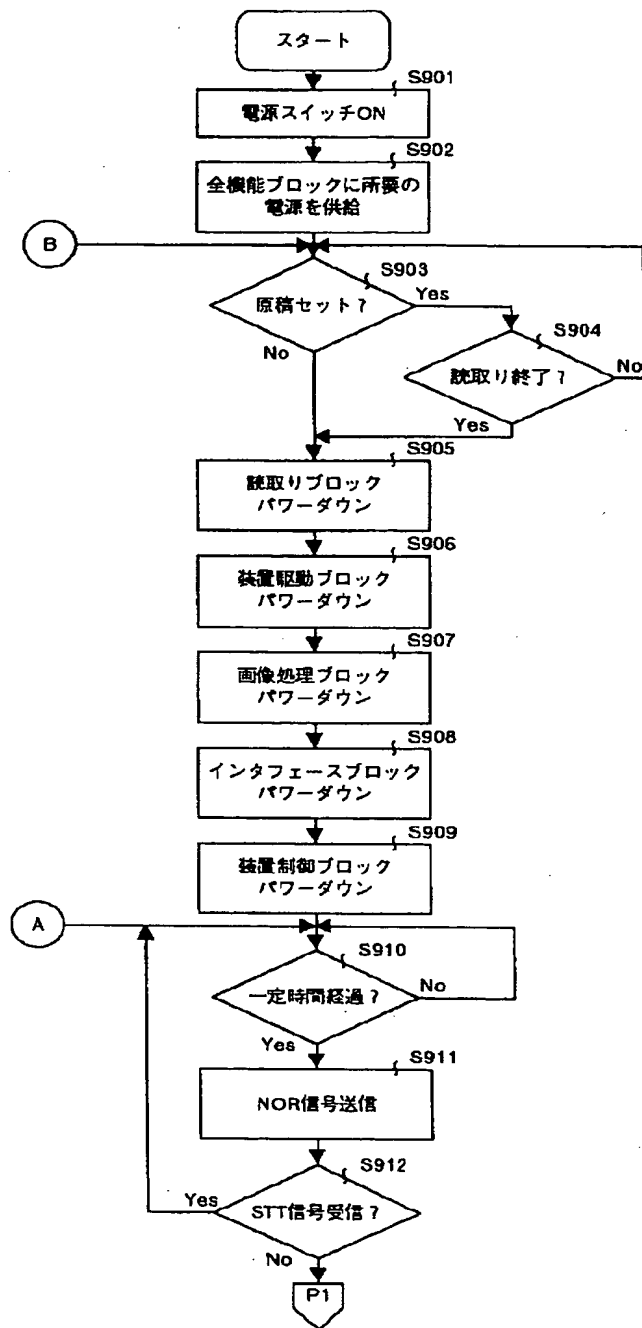 スタート
S901
電源スイッチON
S902
全機能ブロックに所要の
電源を供給
B
S903
原稿セット？
Yes
No
S904
読取り終了？
No
Yes
S905
読取りブロック
パワーダウン
S906
装置駆動ブロック
パワーダウン
S907
画像処理ブロック
パワーダウン
S908
インタフェースブロック
パワーダウン
S909
装置制御ブロック
パワーダウン
A
S910
一定時間経過？
No
Yes
S911
NOR信号送信
S912
STT信号受信？
Yes
No
P1